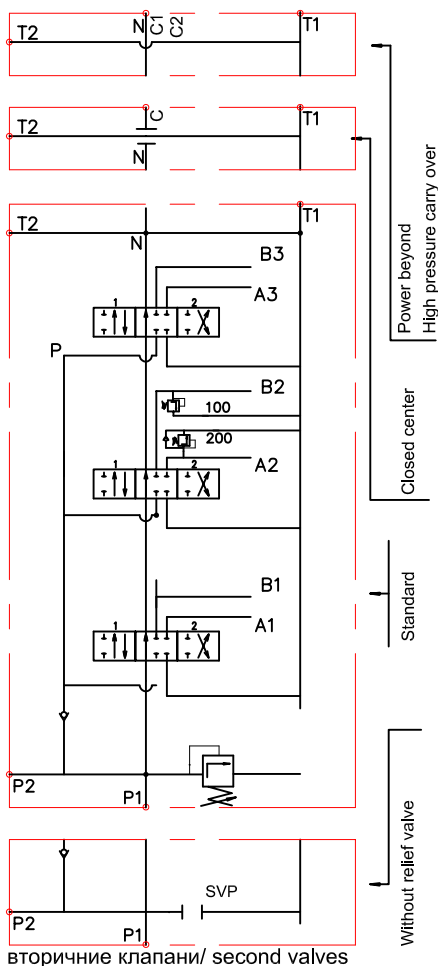 T2
N
C1
C2
T1
T2
C
N
T1
T2
N
T1
B3
A3
1
2
P
B2
100
200
1
2
A2
B1
1
2
A1
P2
P1
SVP
P2
P1
Power beyond
High pressure carry over
Closed center
Standard
Without relief valve
вторичние клапани/ second valves